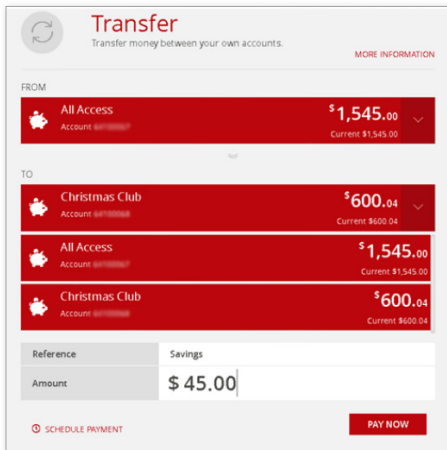 Transfer
Transfer money between your own accounts.
MORE INFORMATION
FROM
All Access $1,545.00
Account Current $1,545.00
TO
Christmas Club $600.04
Account Current $600.04
All Access $1,545.00
Account Current $1,545.00
Christmas Club $600.04
Account Current $600.04
Reference Savings
Amount $45.00
SCHEDULE PAYMENT PAY NOW